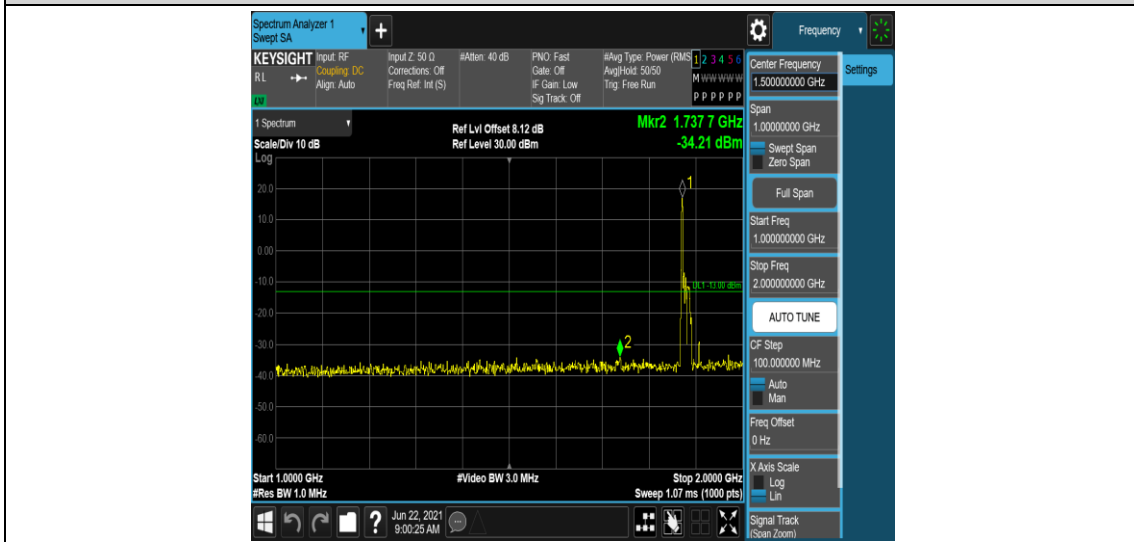 Spectrum Analyzer 1
Swept SA
+
Frequency
KEYSIGHT
RL
LXI
Input: RF
Coupling: DC
Align: Auto
Input Z: 50 Ω
Corrections: Off
Freq Ref: Int (S)
#Atten: 40 dB
PNO: Fast
Gate: Off
IF Gain: Low
Sig Track: Off
#Avg Type: Power (RMS
Avg|Hold: 50/50
Trig: Free Run
1 2 3 4 5 6
M W W W W W
P P P P P P
1 Spectrum
Scale/Div 10 dB
Log
Ref Lvl Offset 8.12 dB
Ref Level 30.00 dBm
Mkr2 1.737 7 GHz
-34.21 dBm
1
20.0
10.0
0.00
-10.0
DL1 -13.00 dBm
-20.0
-30.0
2
-40.0
-50.0
-60.0
Start 1.0000 GHz
#Res BW 1.0 MHz
#Video BW 3.0 MHz
Stop 2.0000 GHz
Sweep 1.07 ms (1000 pts)
Center Frequency
1.500000000 GHz
Settings
Span
1.00000000 GHz
Swept Span
Zero Span
Full Span
Start Freq
1.000000000 GHz
Stop Freq
2.000000000 GHz
AUTO TUNE
CF Step
100.000000 MHz
Auto
Man
Freq Offset
0 Hz
X Axis Scale
Log
Lin
Signal Track
(Span Zoom)
?
Jun 22, 2021
9:00:25 AM